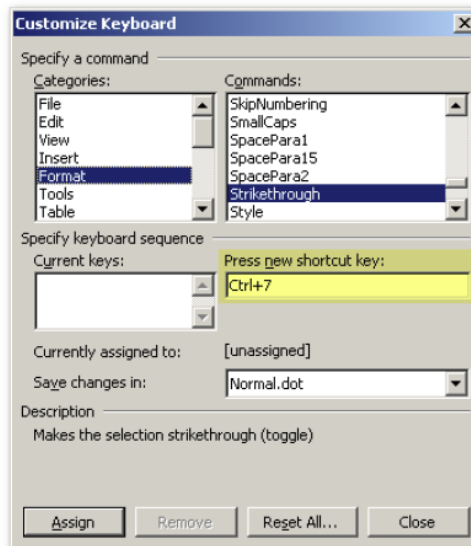 Customize Keyboard
Specify a command
Categories:
Commands:
File
Edit
View
Insert
Format
Tools
Table
SkipNumbering
SmallCaps
SpacePara1
SpacePara15
SpacePara2
Strikethrough
Style
Specify keyboard sequence
Current keys:
Press new shortcut key:
Ctrl+7
Currently assigned to: [unassigned]
Save changes in: Normal.dot
Description
Makes the selection strikethrough (toggle)
Assign Remove Reset All... Close